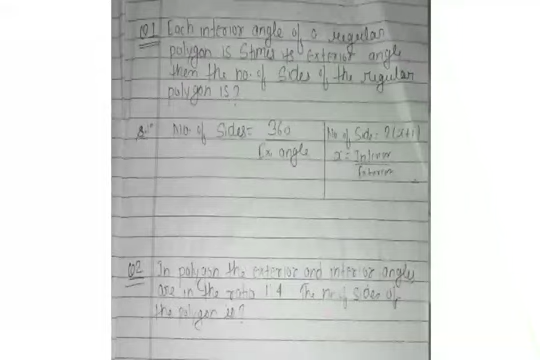 Q1 Each interior angle of a regular
polygon is 5times its exterior angle
them the no. of sides of the regular
polygon is?
Sol No. of Sides = 360
Ex. angle
No of Side = 2(x+1)
x = Interior
Exterior
Q2 In polygon the exterior and interior angles
are in the ratio 1:4 The no. of sides of
the polygon is?